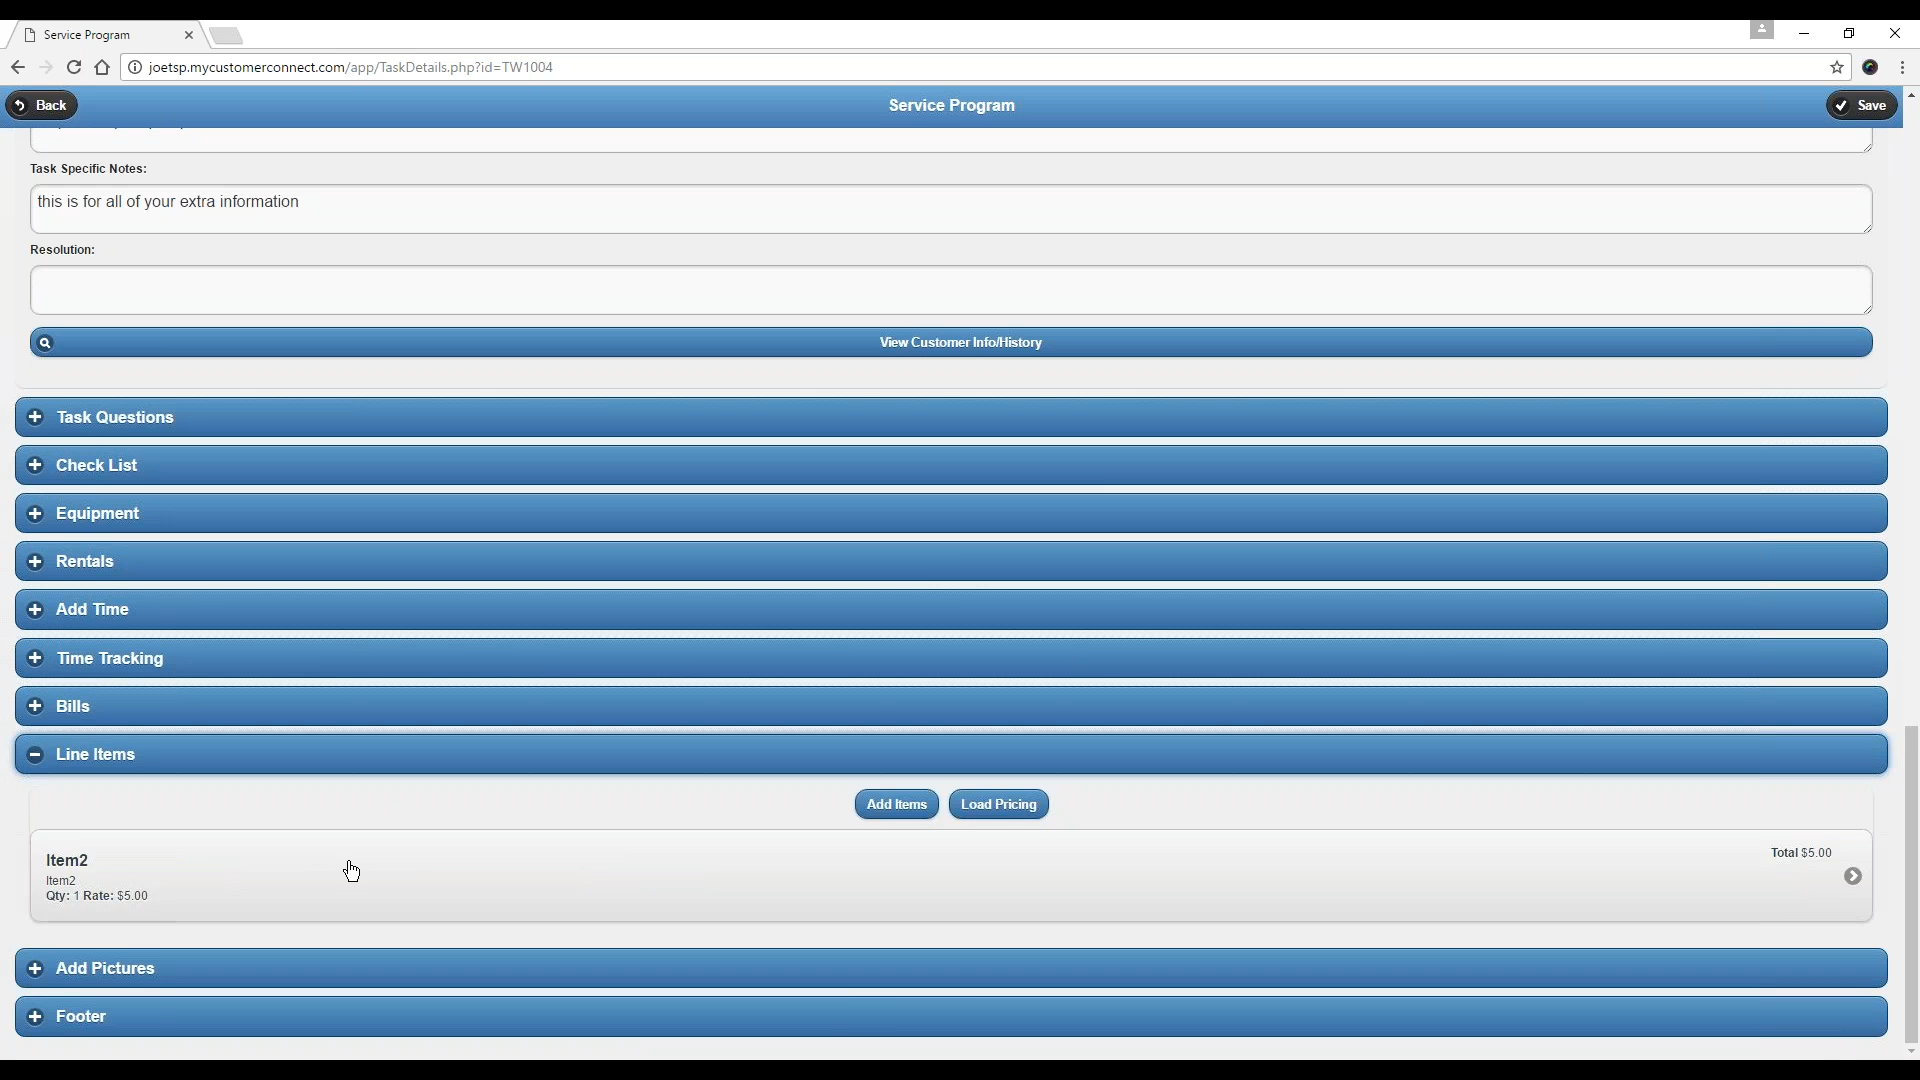 Service Program
joetsp.mycustomerconnect.com/app/TaskDetails.php?id=TW1004
Back
Service Program
Save
Task Specific Notes:
this is for all of your extra information
Resolution:
View Customer Info/History
Task Questions
Check List
Equipment
Rentals
Add Time
Time Tracking
Bills
Line Items
Add Items
Load Pricing
Item2
Total $5.00
Item2
Qty: 1 Rate: $5.00
Add Pictures
Footer